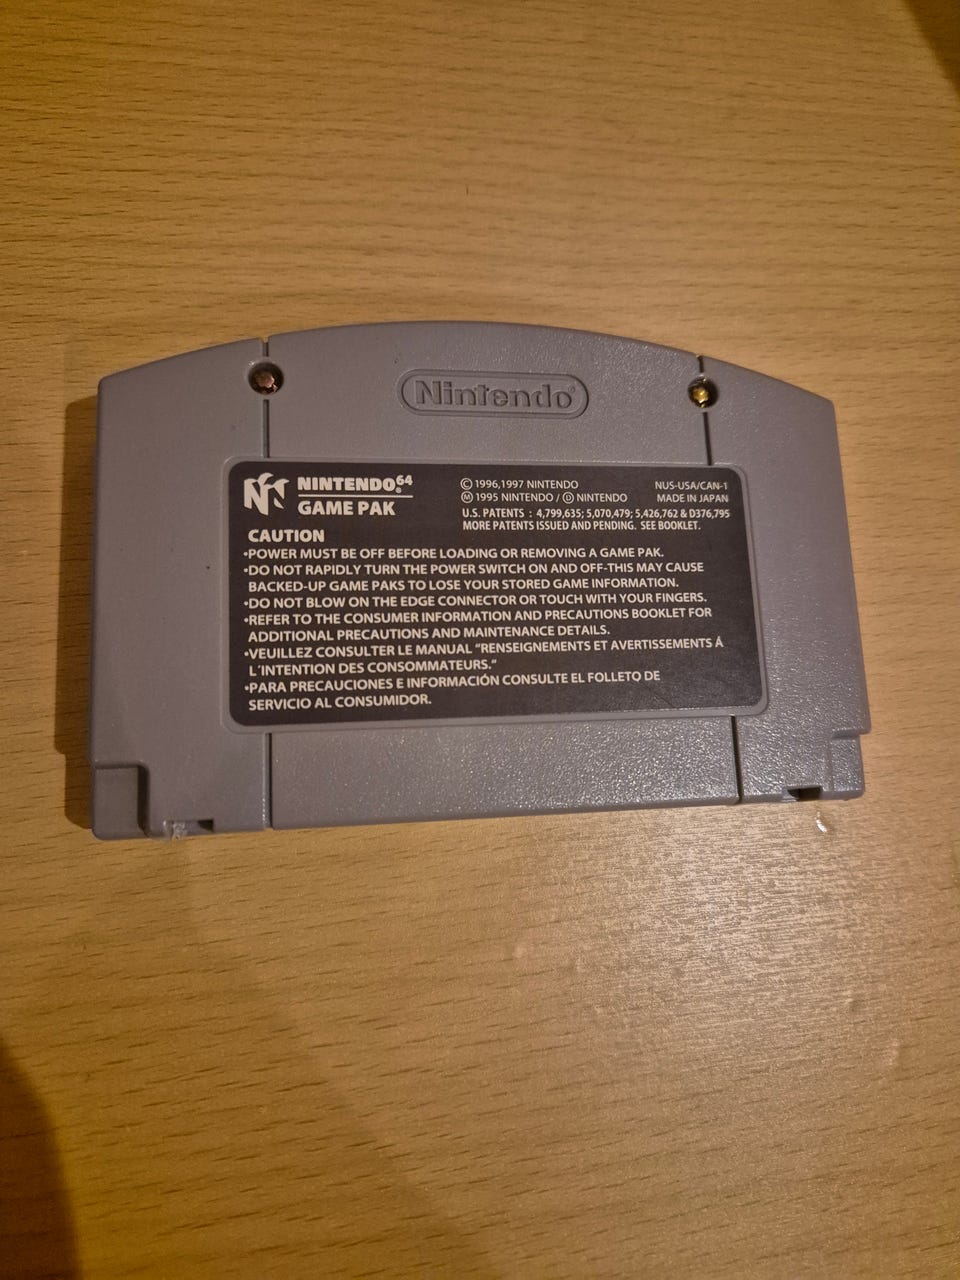 Nintendo®
NINTENDO64®
GAME PAK
© 1996,1997 NINTENDO
Ⓜ 1995 NINTENDO / Ⓓ NINTENDO
NUS-USA/CAN-1
MADE IN JAPAN
U.S. PATENTS : 4,799,635; 5,070,479; 5,426,762 & D376,795
MORE PATENTS ISSUED AND PENDING. SEE BOOKLET.
CAUTION
•POWER MUST BE OFF BEFORE LOADING OR REMOVING A GAME PAK.
•DO NOT RAPIDLY TURN THE POWER SWITCH ON AND OFF-THIS MAY CAUSE
BACKED-UP GAME PAKS TO LOSE YOUR STORED GAME INFORMATION.
•DO NOT BLOW ON THE EDGE CONNECTOR OR TOUCH WITH YOUR FINGERS.
•REFER TO THE CONSUMER INFORMATION AND PRECAUTIONS BOOKLET FOR
ADDITIONAL PRECAUTIONS AND MAINTENANCE DETAILS.
•VEUILLEZ CONSULTER LE MANUAL "RENSEIGNEMENTS ET AVERTISSEMENTS Á
L'INTENTION DES CONSOMMATEURS."
•PARA PRECAUCIONES E INFORMACIÓN CONSULTE EL FOLLETO DE
SERVICIO AL CONSUMIDOR.